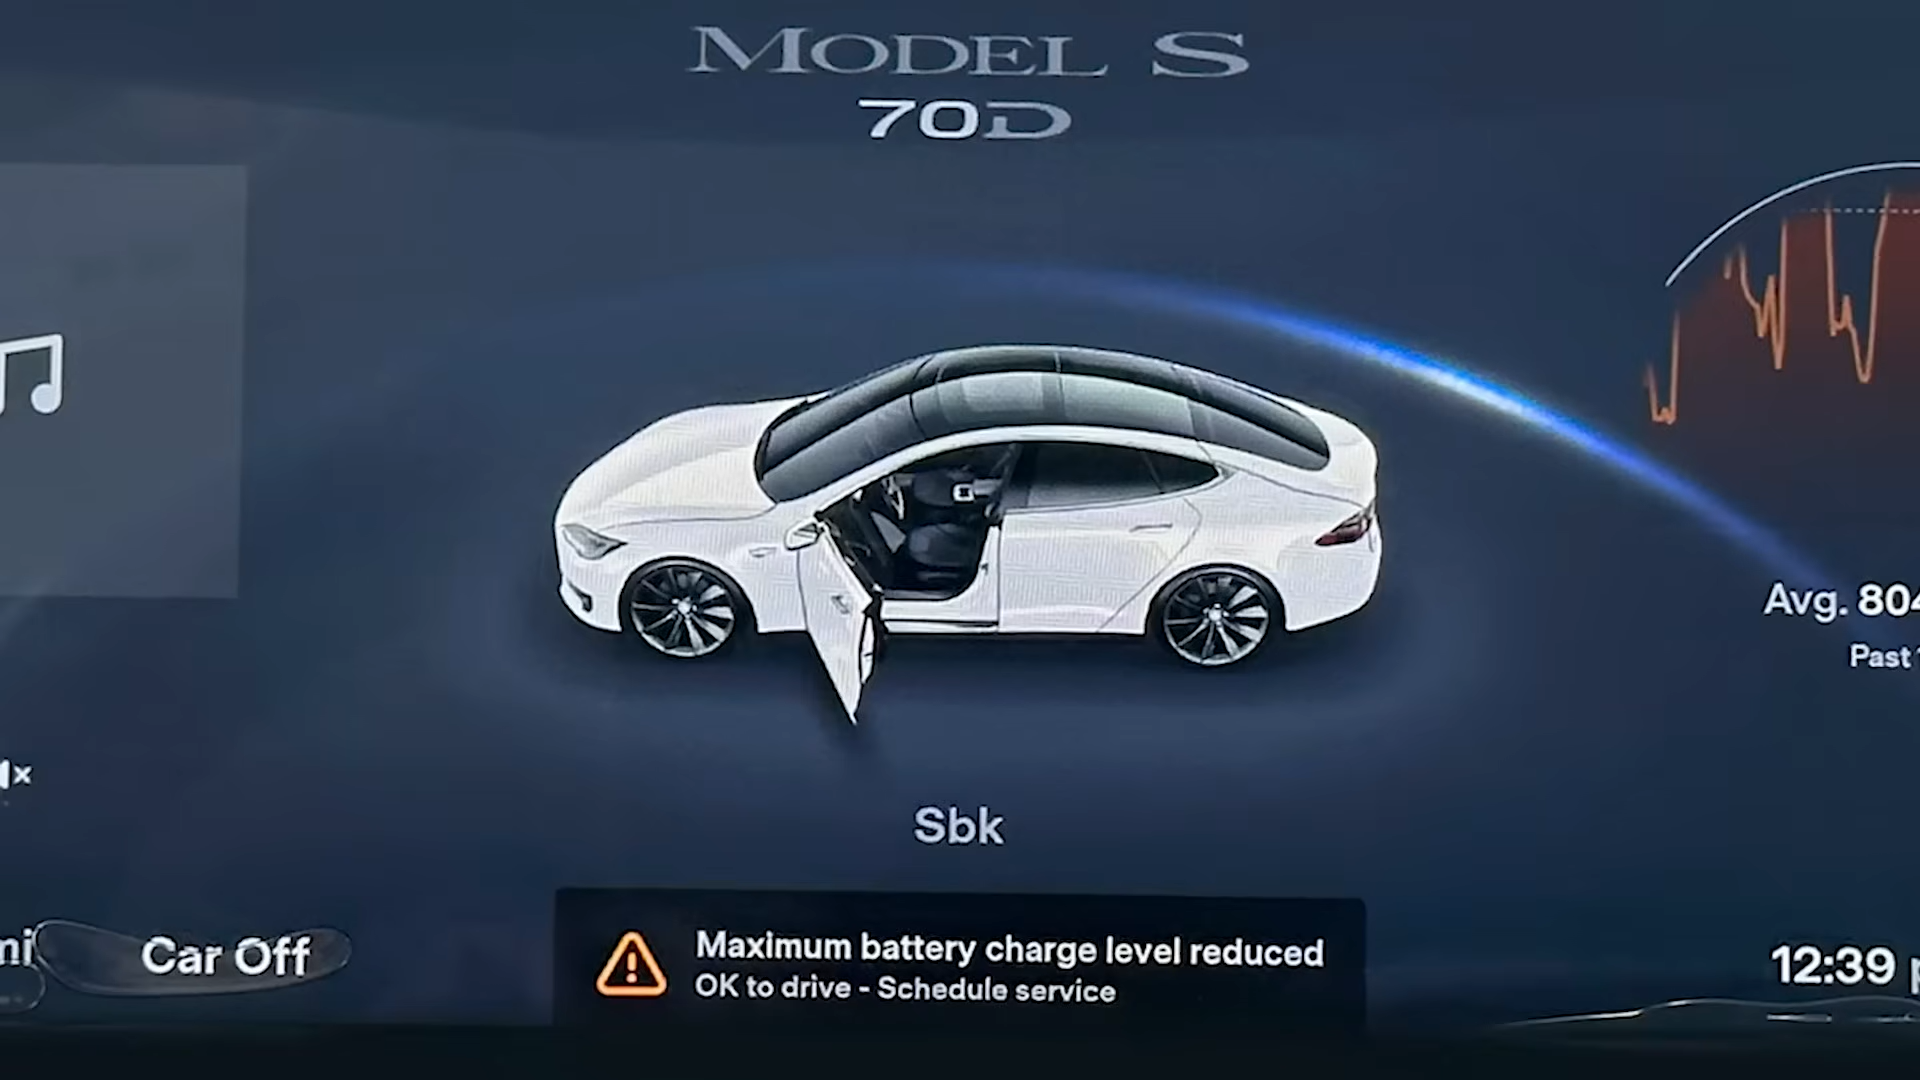 MODEL S
70D
Avg. 804
Past
Sbk
mi
Car Off
Maximum battery charge level reduced
OK to drive - Schedule service
12:39 p